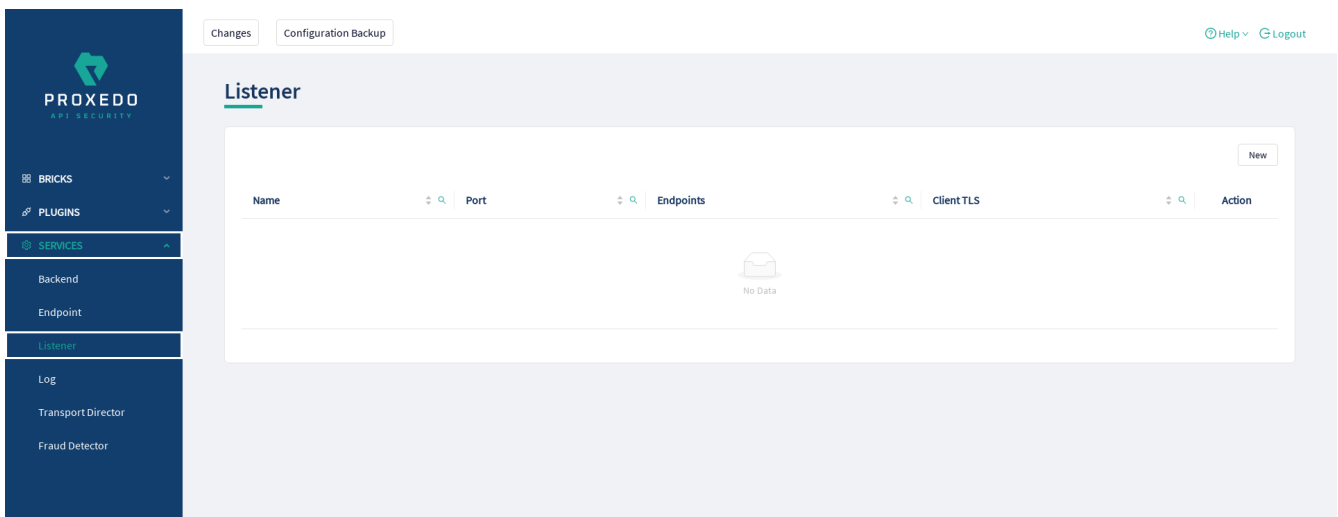 PROXEDO
API SECURITY
BRICKS
PLUGINS
SERVICES
Backend
Endpoint
Listener
Log
Transport Director
Fraud Detector
Changes Configuration Backup Help Logout
Listener
New
Name Port Endpoints Client TLS Action
No Data